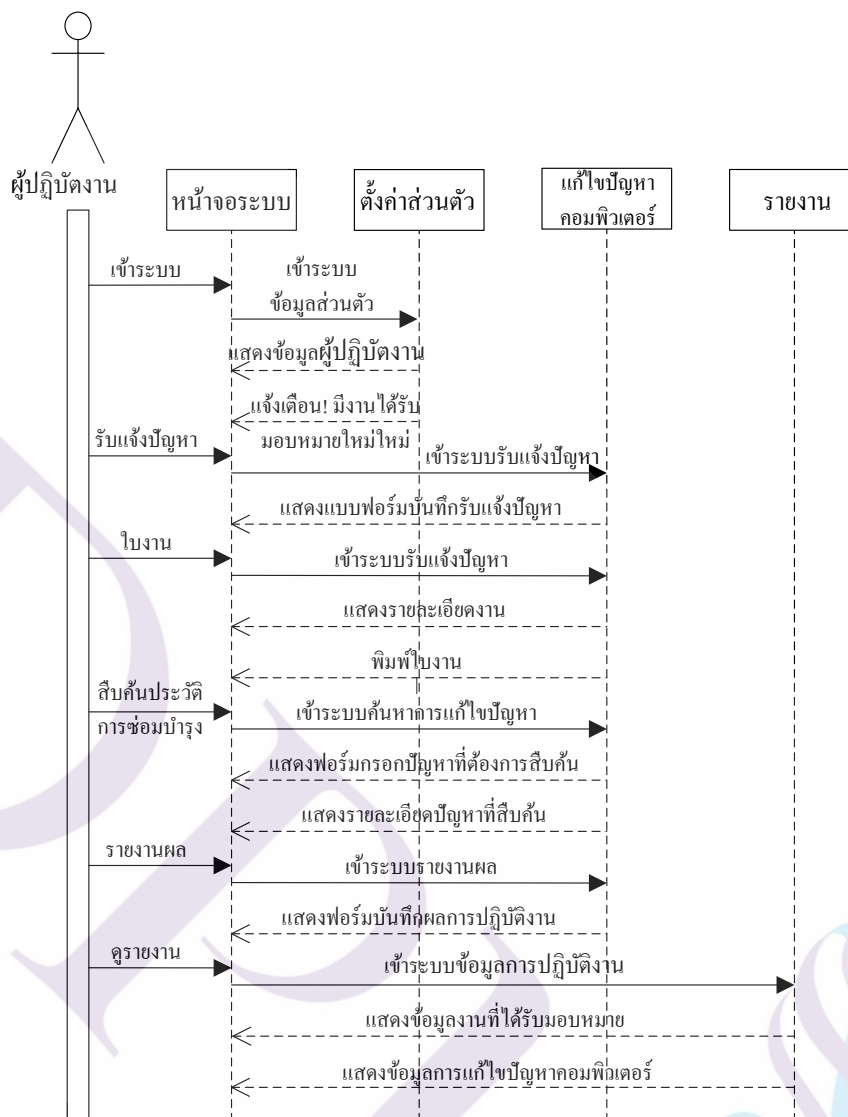 ผู้ปฏิบัตงาน
หน้าจอระบบ
ตั้งค่าส่วนตัว
แก้ไขปัญหา
คอมพิวเตอร์
รายงาน
เข้าระบบ
เข้าระบบ
ข้อมูลส่วนตัว
แสดงข้อมูลผู้ปฏิบัตงาน
แจ้งเตือน! มีงานได้รับ
มอบหมายใหม่ใหม่
รับแจ้งปัญหา
เข้าระบบรับแจ้งปัญหา
แสดงแบบฟอร์มบันทึกรับแจ้งปัญหา
ใบงาน
เข้าระบบรับแจ้งปัญหา
แสดงรายละเอียดงาน
พิมพ์ใบงาน
สืบค้นประวัติ
การซ่อมบำรุง
เข้าระบบค้นหาการแก้ไขปัญหา
แสดงฟอร์มกรอกปัญหาที่ต้องการสืบค้น
แสดงรายละเอียดปัญหาที่สืบค้น
รายงานผล
เข้าระบบรายงานผล
แสดงฟอร์มบันทึกผลการปฏิบัติงาน
ดูรายงาน
เข้าระบบข้อมูลการปฏิบัติงาน
แสดงข้อมูลงานที่ได้รับมอบหมาย
แสดงข้อมูลการแก้ไขปัญหาคอมพิวเตอร์